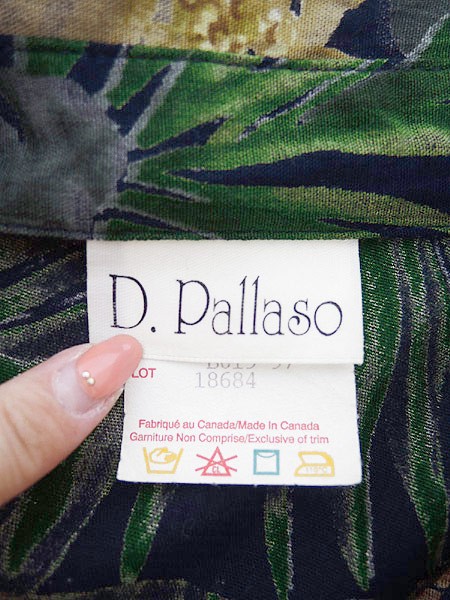 D. Pallaso
LOT
18684
Fabriqué au Canada/Made In Canada
Garniture Non Comprise/Exclusive of trim